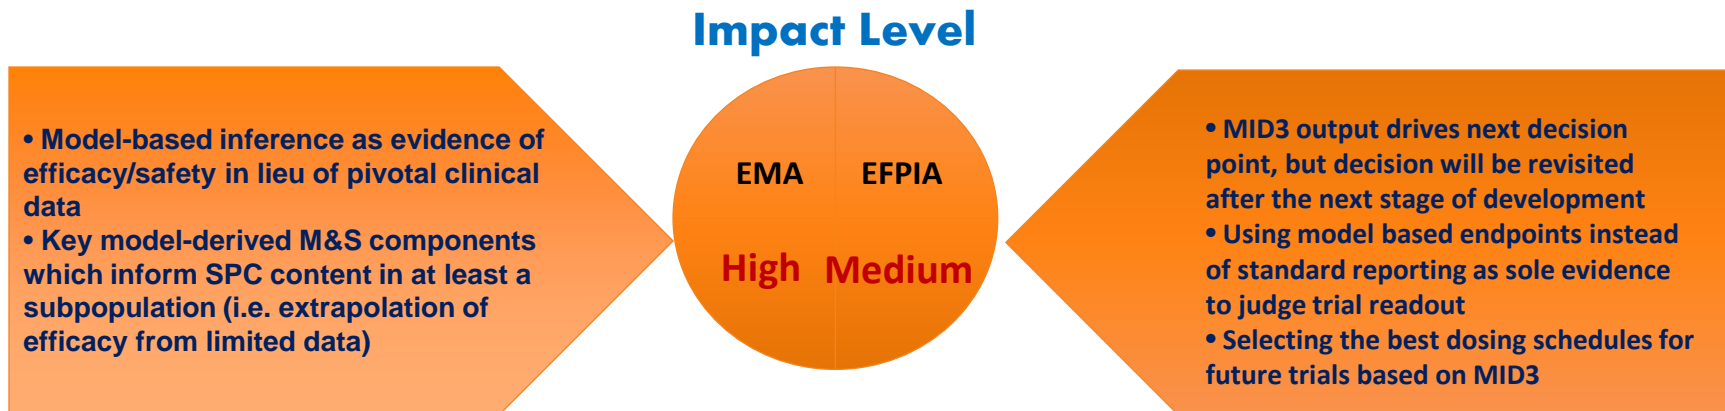 Impact Level
• Model-based inference as evidence of
efficacy/safety in lieu of pivotal clinical
data
• Key model-derived M&S components
which inform SPC content in at least a
subpopulation (i.e. extrapolation of
efficacy from limited data)
EMA EFPIA
High Medium
• MID3 output drives next decision
point, but decision will be revisited
after the next stage of development
• Using model based endpoints instead
of standard reporting as sole evidence
to judge trial readout
• Selecting the best dosing schedules for
future trials based on MID3